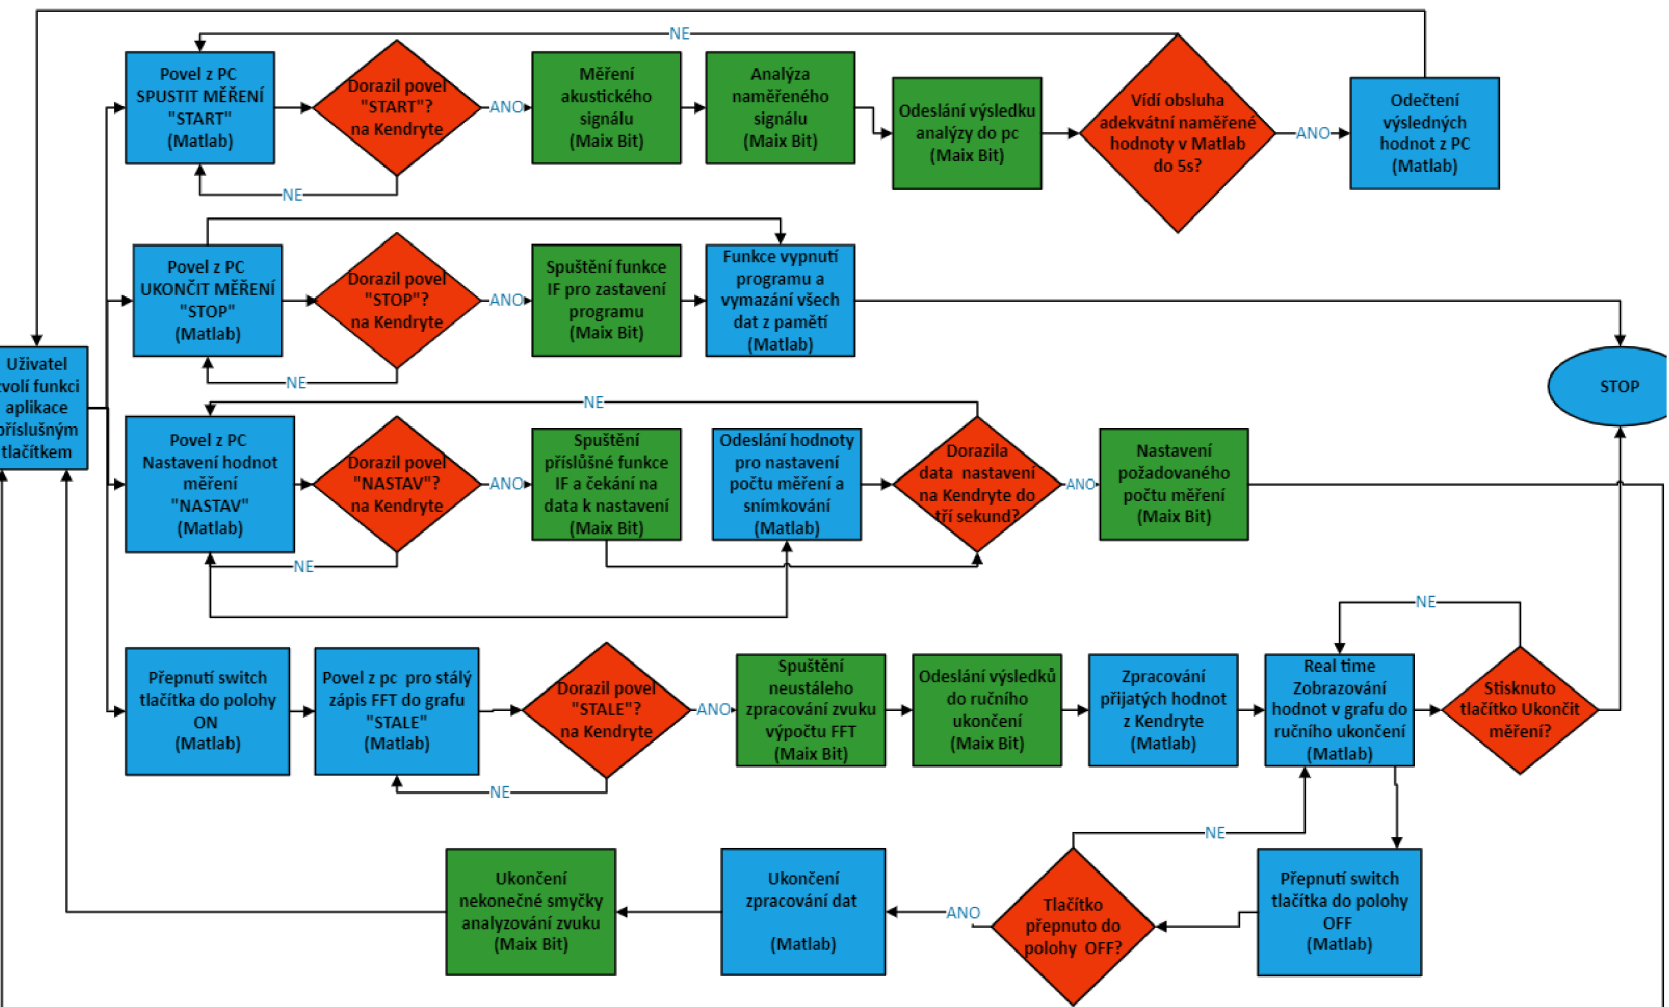 NE
Povel z PC
SPUSTIT MĚŘENÍ
"START"
(Matlab)
Dorazil povel
"START"?
na Kendryte
ANO
Měření
akustického
signálu
(Maix Bit)
Analýza
naměřeného
signálu
(Maix Bit)
Odeslání výsledku
analýzy do pc
(Maix Bit)
Vídí obsluha
adekvátní naměřené
hodnoty v Matlab
do 5s?
ANO
Odečtení
výsledných
hodnot z PC
(Matlab)
NE
Povel z PC
UKONČIT MĚŘENÍ
"STOP"
(Matlab)
Dorazil povel
"STOP"?
na Kendryte
ANO
Spuštění funkce
IF pro zastavení
programu
(Maix Bit)
Funkce vypnutí
programu a
vymazání všech
dat z pamětí
(Matlab)
NE
STOP
Uživatel
zvolí funkci
aplikace
příslušným
tlačítkem
NE
Povel z PC
Nastavení hodnot
měření
"NASTAV"
(Matlab)
Dorazil povel
"NASTAV"?
na Kendryte
ANO
Spuštění
příslůšné funkce
IF a čekání na
data k nastavení
(Maix Bit)
Odeslání hodnoty
pro nastavení
počtu měření a
snímkování
(Matlab)
Dorazila
data nastavení
na Kendryte do
tří sekund?
ANO
Nastavení
požadovaného
počtu měření
(Maix Bit)
NE
Přepnutí switch
tlačítka do polohy
ON
(Matlab)
Povel z pc pro stálý
zápis FFT do grafu
"STALE"
(Matlab)
Dorazil povel
"STALE"?
na Kendryte
ANO
Spuštění
neustáleho
zpracování zvuku
výpočtu FFT
(Maix Bit)
Odeslání výsledků
do ručního
ukončení
(Maix Bit)
Zpracování
přijatých hodnot
z Kendryte
(Matlab)
NE
Real time
Zobrazování
hodnot v grafu do
ručního ukončení
(Matlab)
Stisknuto
tlačítko Ukončit
měření?
NE
NE
Ukončení
nekonečné smyčky
analyzování zvuku
(Maix Bit)
Ukončení
zpracování dat
(Matlab)
ANO
Tlačítko
přepnuto do
polohy OFF?
Přepnutí switch
tlačítka do polohy
OFF
(Matlab)